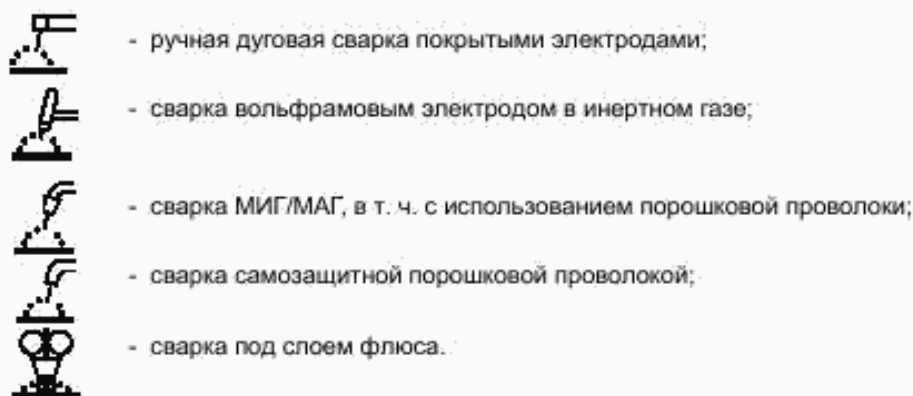 - ручная дуговая сварка покрытыми электродами;
- сварка вольфрамовым электродом в инертном газе;
- сварка МИГ/МАГ, в т. ч. с использованием порошковой проволоки;
- сварка самозащитной порошковой проволокой;
- сварка под слоем флюса.